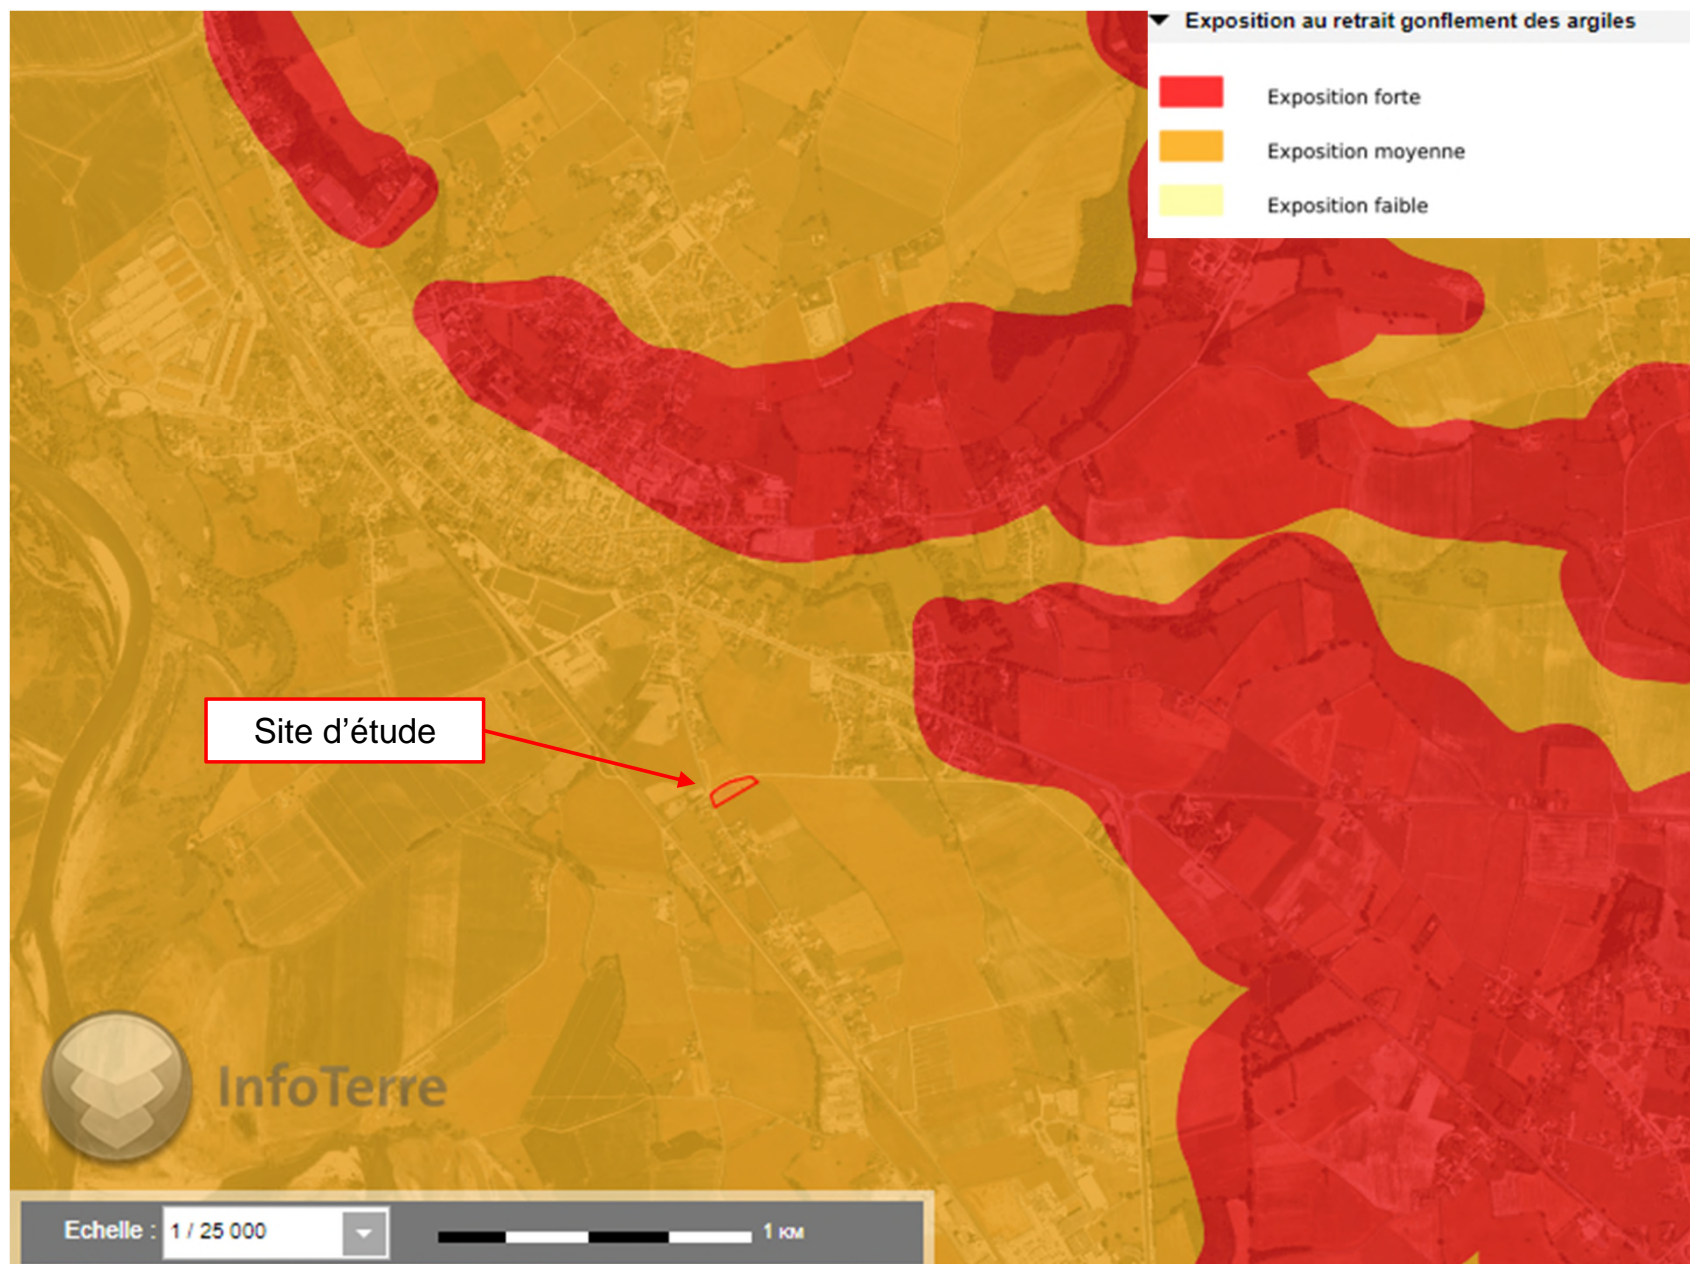 Exposition au retrait gonflement des argiles
Exposition forte
Exposition moyenne
Exposition faible
Site d’étude
InfoTerre
Echelle : 1 / 25 000
1 KM